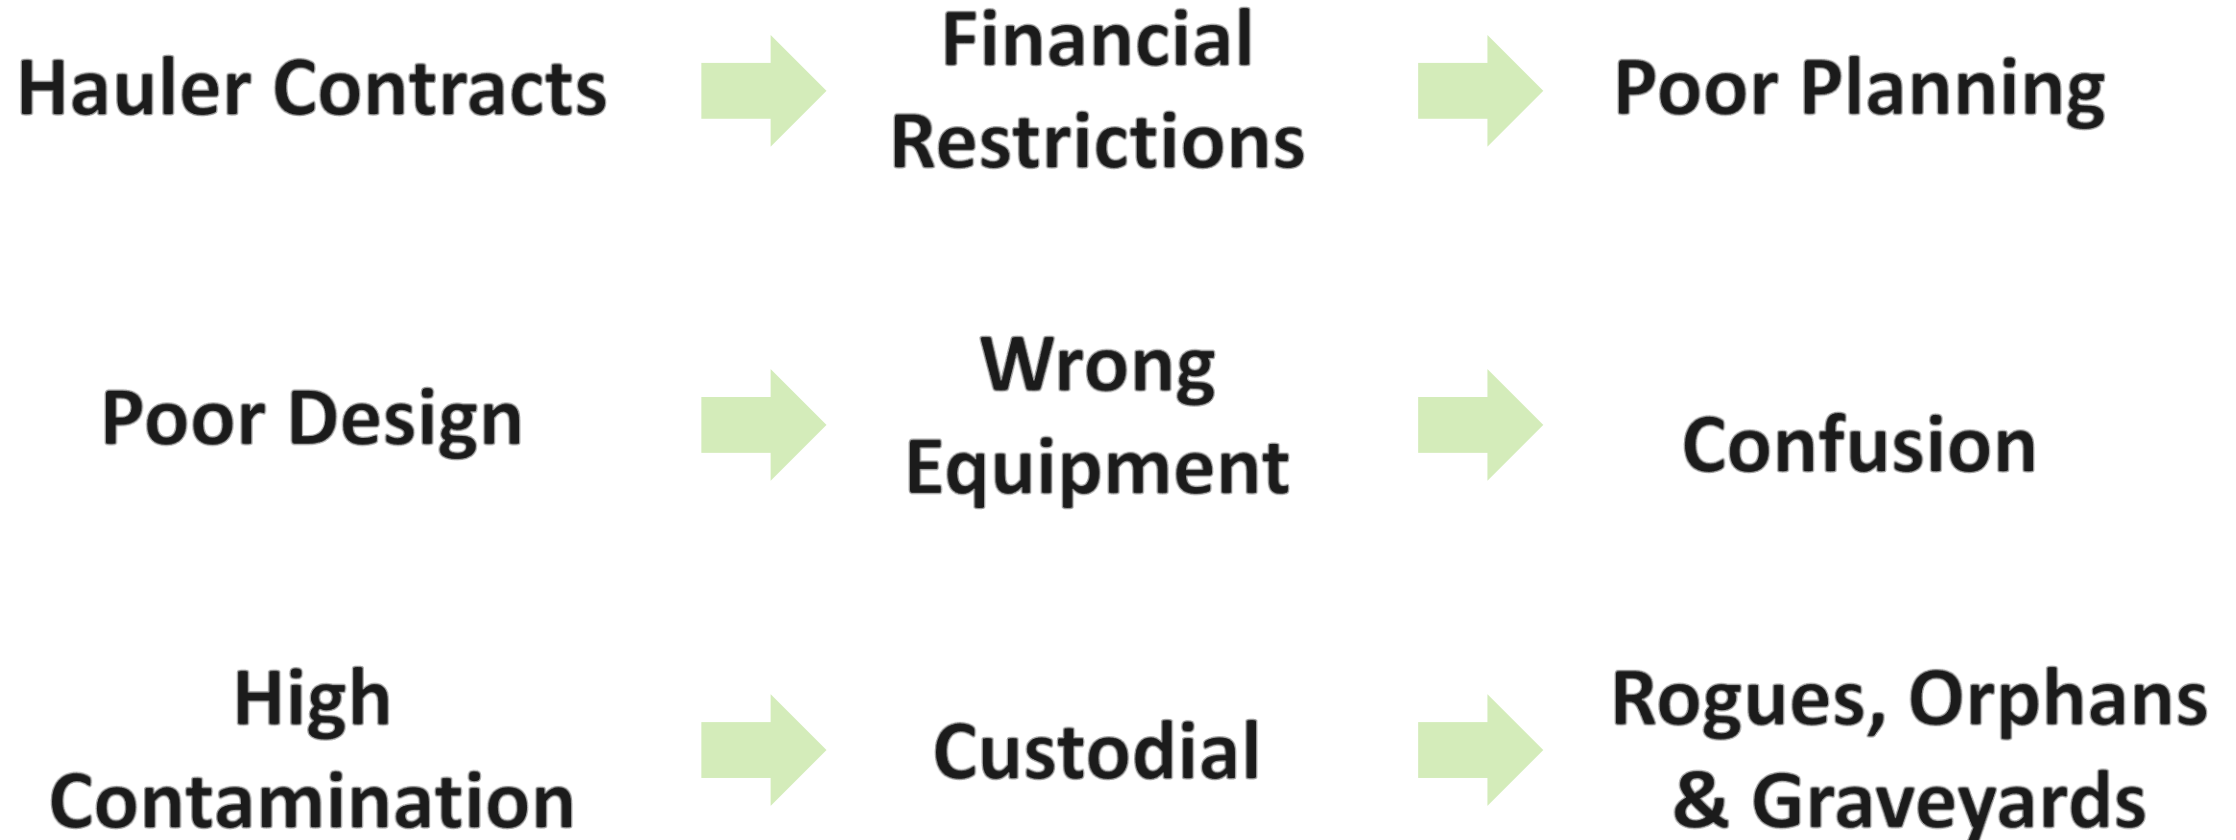 Hauler Contracts
Financial
Restrictions
Poor Planning
Poor Design
Wrong
Equipment
Confusion
High
Contamination
Custodial
Rogues, Orphans
& Graveyards